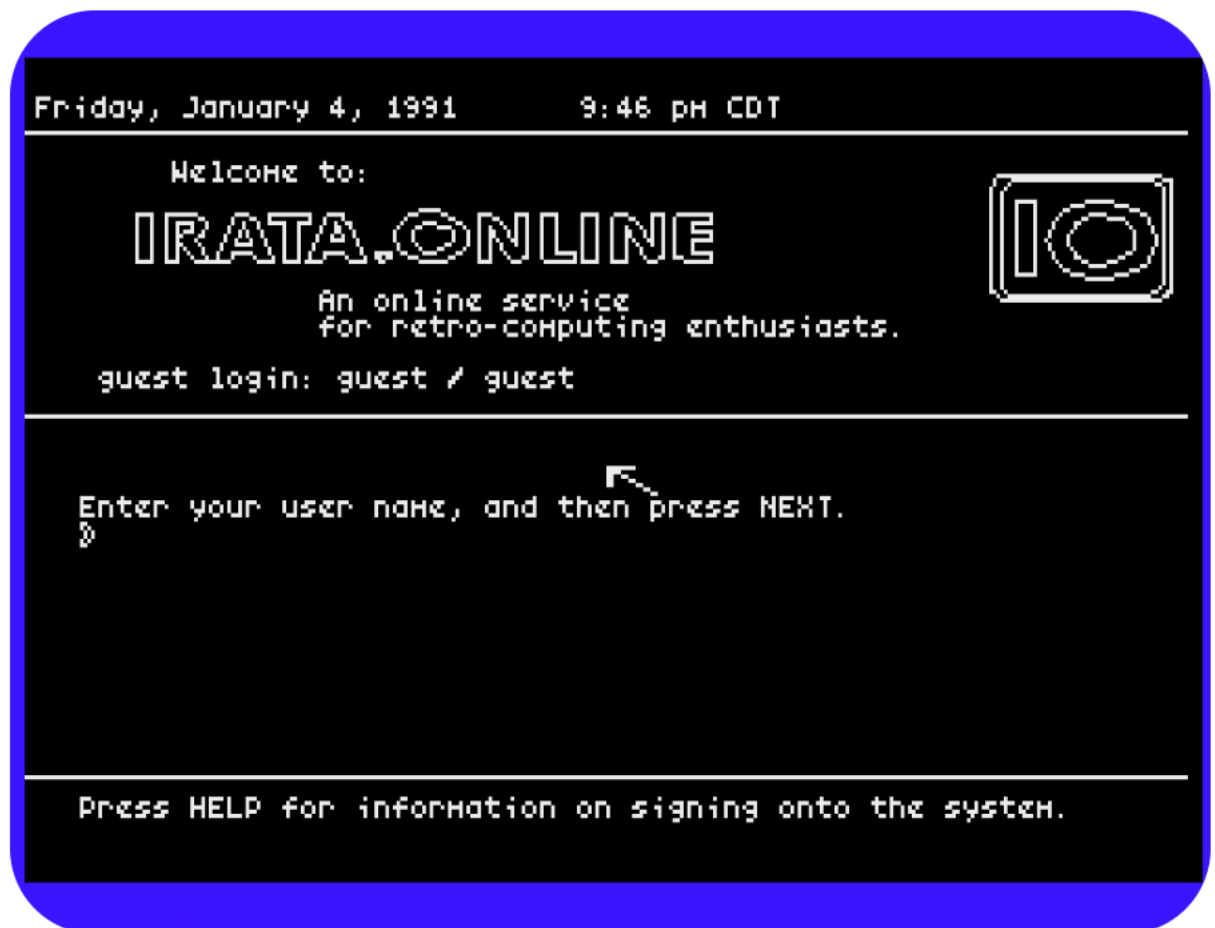 Friday, January 4, 1991 9:46 pm CDT
Welcome to:
IRATA.ONLINE
IO
An online service
for retro-computing enthusiasts.
guest login: guest / guest
Enter your user name, and then press NEXT.
Press HELP for information on signing onto the system.